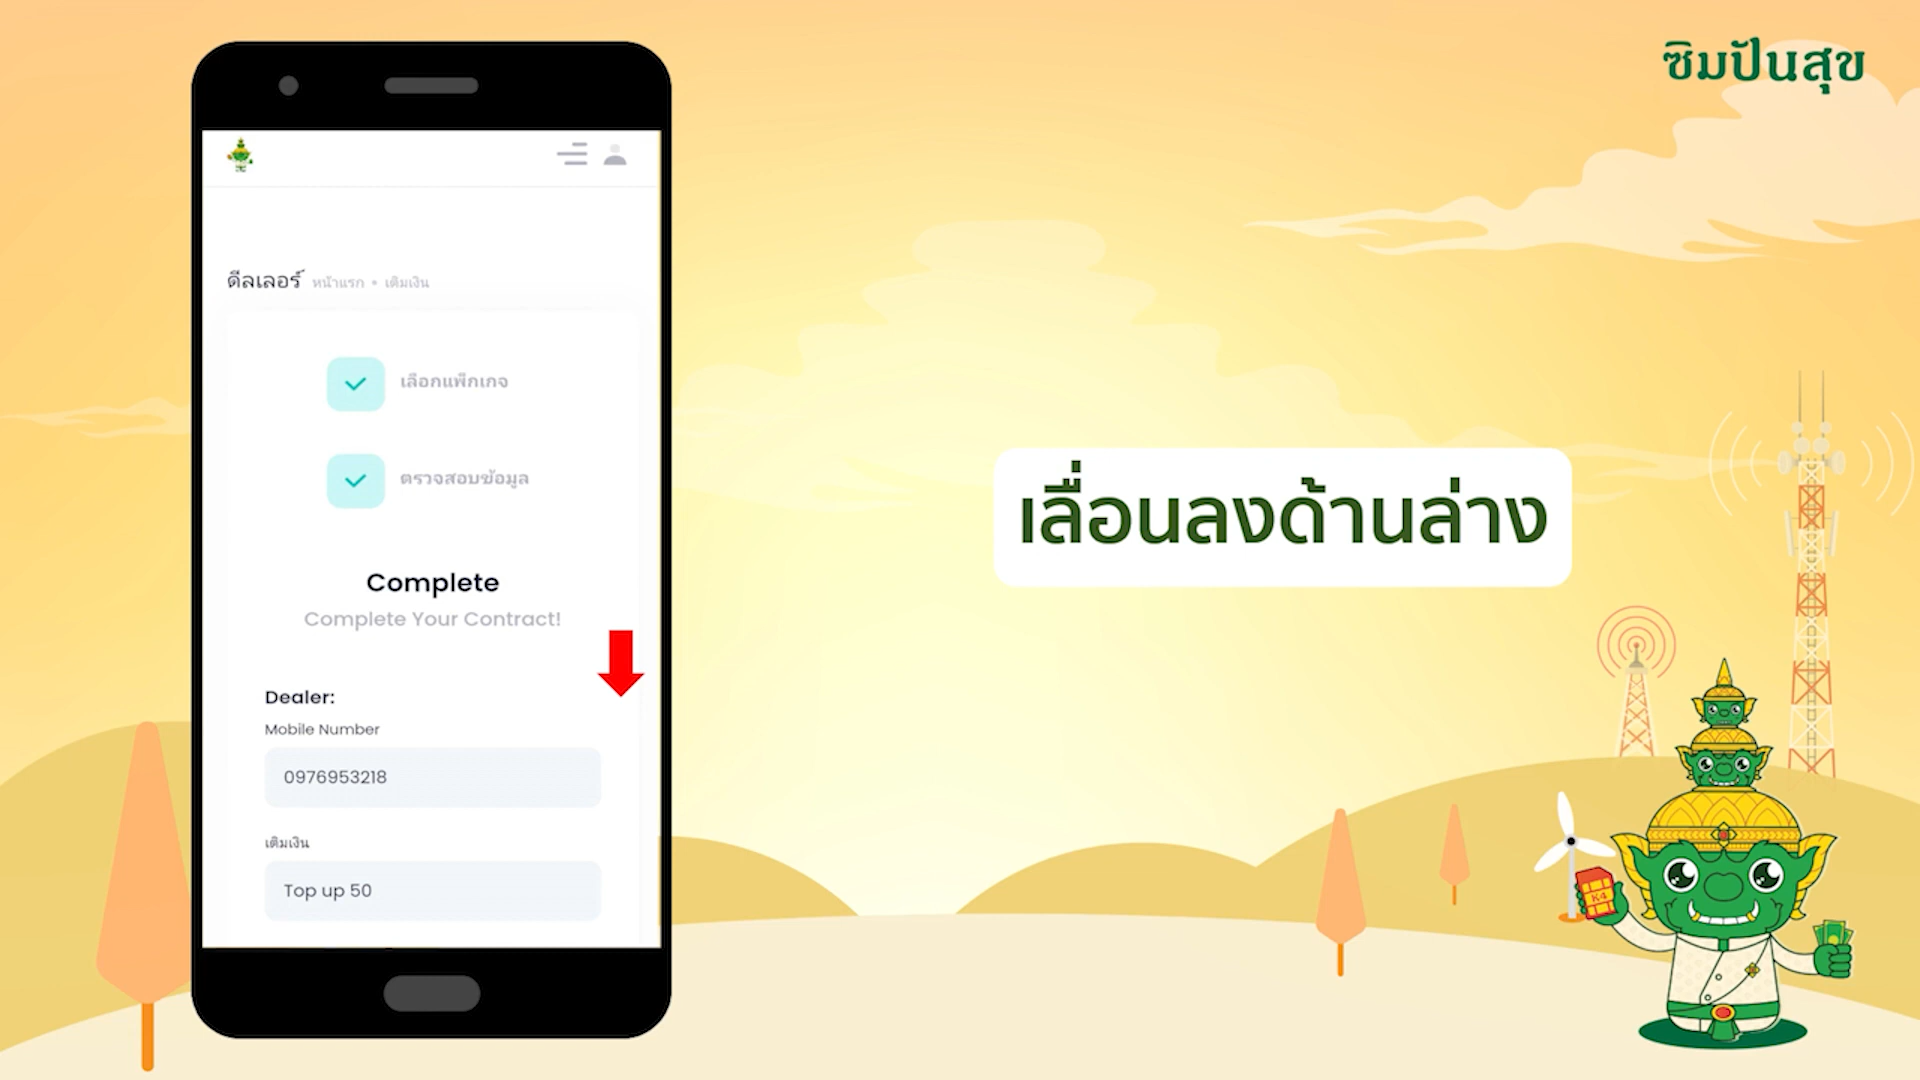 ซิมปันสุข
ดีลเลอร์ หน้าแรก • เติมเงิน
เลือกแพ็กเกจ
ตรวจสอบข้อมูล
Complete
Complete Your Contract!
Dealer:
Mobile Number
0976953218
เติมเงิน
Top up 50
เลื่อนลงด้านล่าง
K4